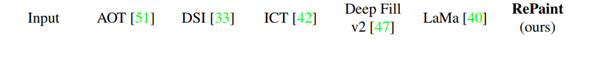 Input AOT [51] DSI [33] ICT [42] Deep Fill v2 [47] LaMa [40] RePaint (ours)